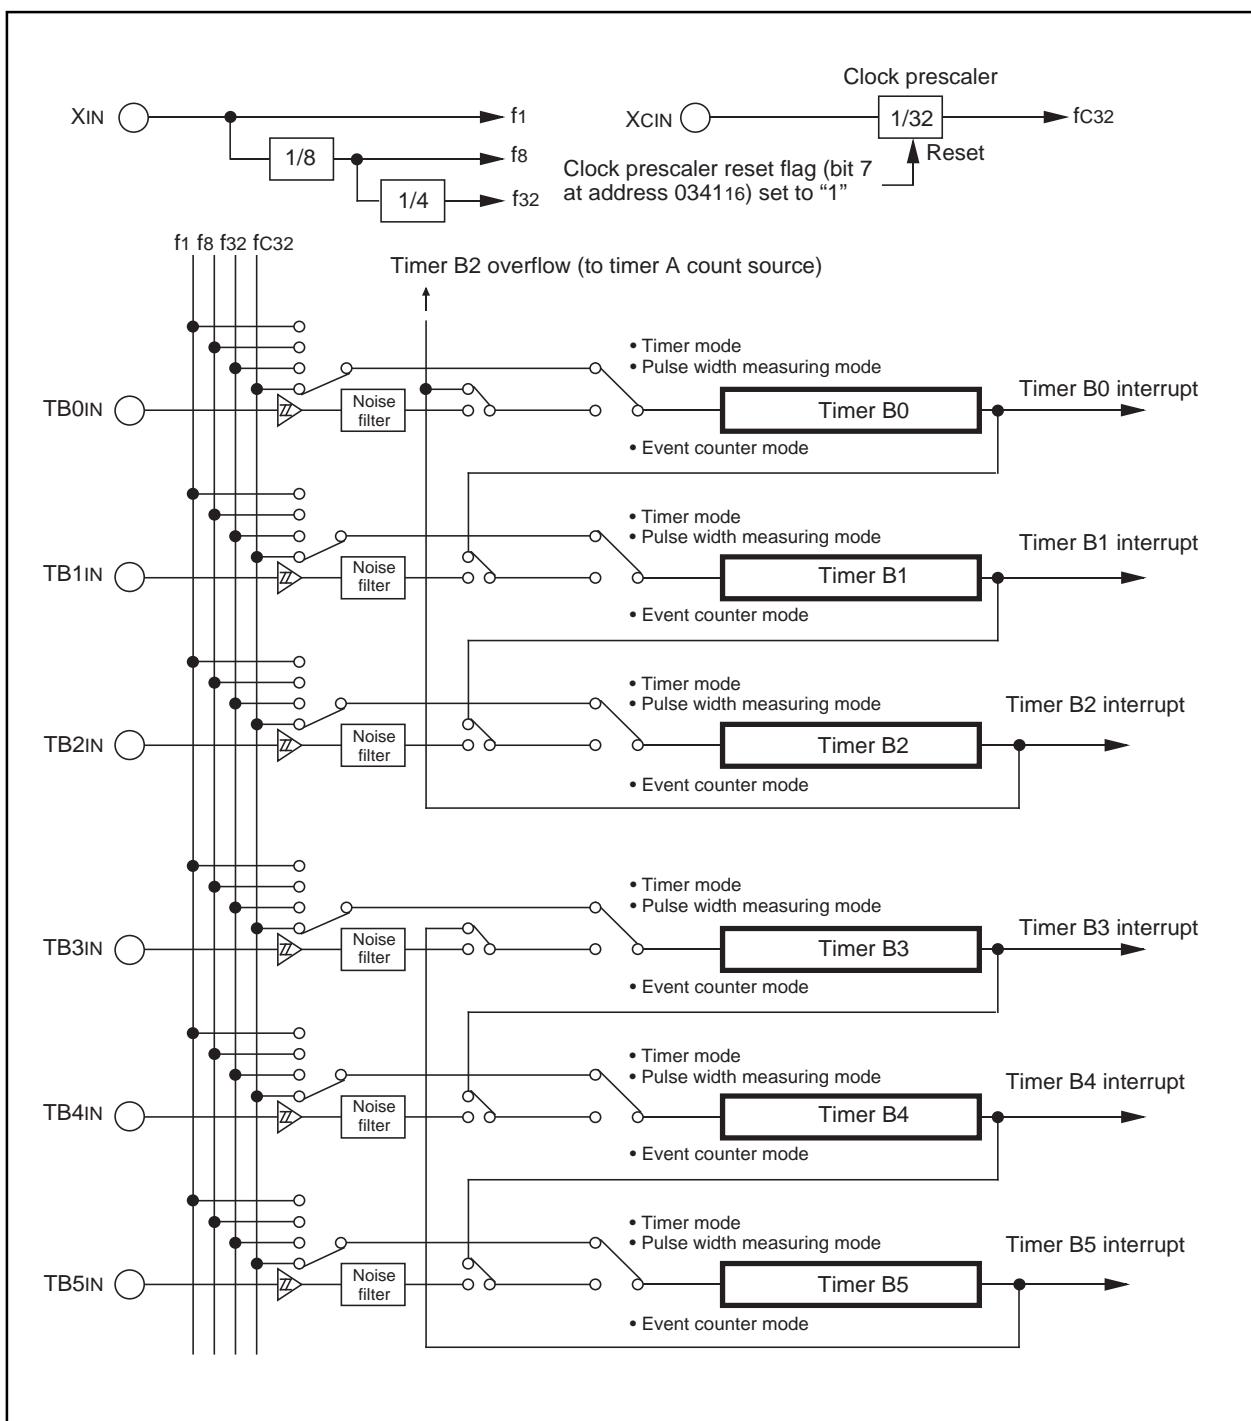 Clock prescaler
XIN
f1
XCIN
1/32
fC32
1/8
f8
Reset
Clock prescaler reset flag (bit 7
at address 034116) set to “1”
1/4
f32
f1 f8 f32 fC32
Timer B2 overflow (to timer A count source)
• Timer mode
• Pulse width measuring mode
Timer B0 interrupt
TB0IN
Noise
filter
Timer B0
• Event counter mode
• Timer mode
• Pulse width measuring mode
Timer B1 interrupt
TB1IN
Noise
filter
Timer B1
• Event counter mode
• Timer mode
• Pulse width measuring mode
Timer B2 interrupt
TB2IN
Noise
filter
Timer B2
• Event counter mode
• Timer mode
• Pulse width measuring mode
Timer B3 interrupt
TB3IN
Noise
filter
Timer B3
• Event counter mode
• Timer mode
• Pulse width measuring mode
Timer B4 interrupt
TB4IN
Noise
filter
Timer B4
• Event counter mode
• Timer mode
• Pulse width measuring mode
Timer B5 interrupt
TB5IN
Noise
filter
Timer B5
• Event counter mode